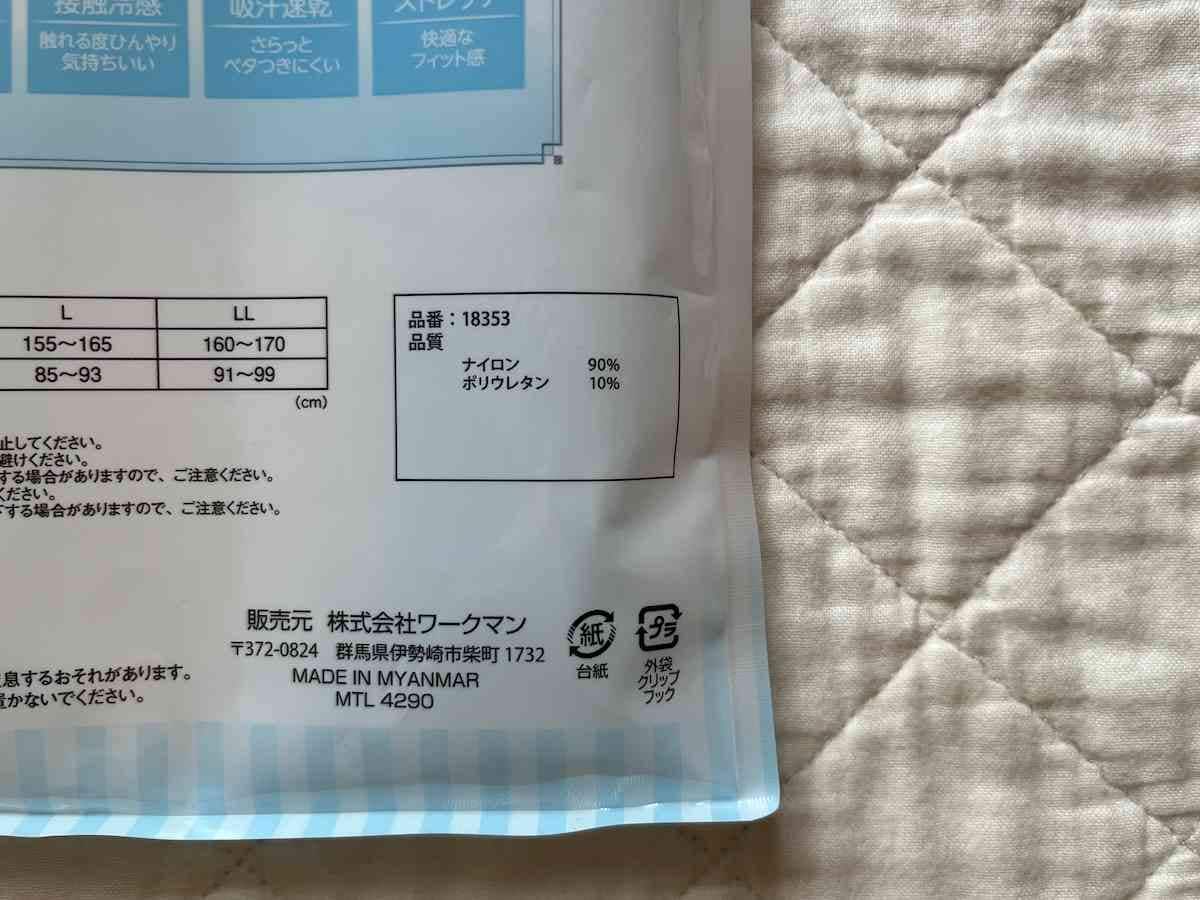 接触冷感
触れる度ひんやり
気持ちいい
吸汗速乾
さらっと
ベタつきにくい
ストレッチ
快適な
フィット感
L LL
155～165 160～170
85～93 91～99
(cm)
品番：18353
品質
ナイロン 90%
ポリウレタン 10%
止してください。
避けください。
する場合がありますので、ご注意ください。
ください。
する場合がありますので、ご注意ください。
息するおそれがあります。
置かないでください。
販売元 株式会社ワークマン
〒372-0824 群馬県伊勢崎市柴町 1732
MADE IN MYANMAR
MTL 4290
紙
台紙
プラ
外袋
クリップ
フック